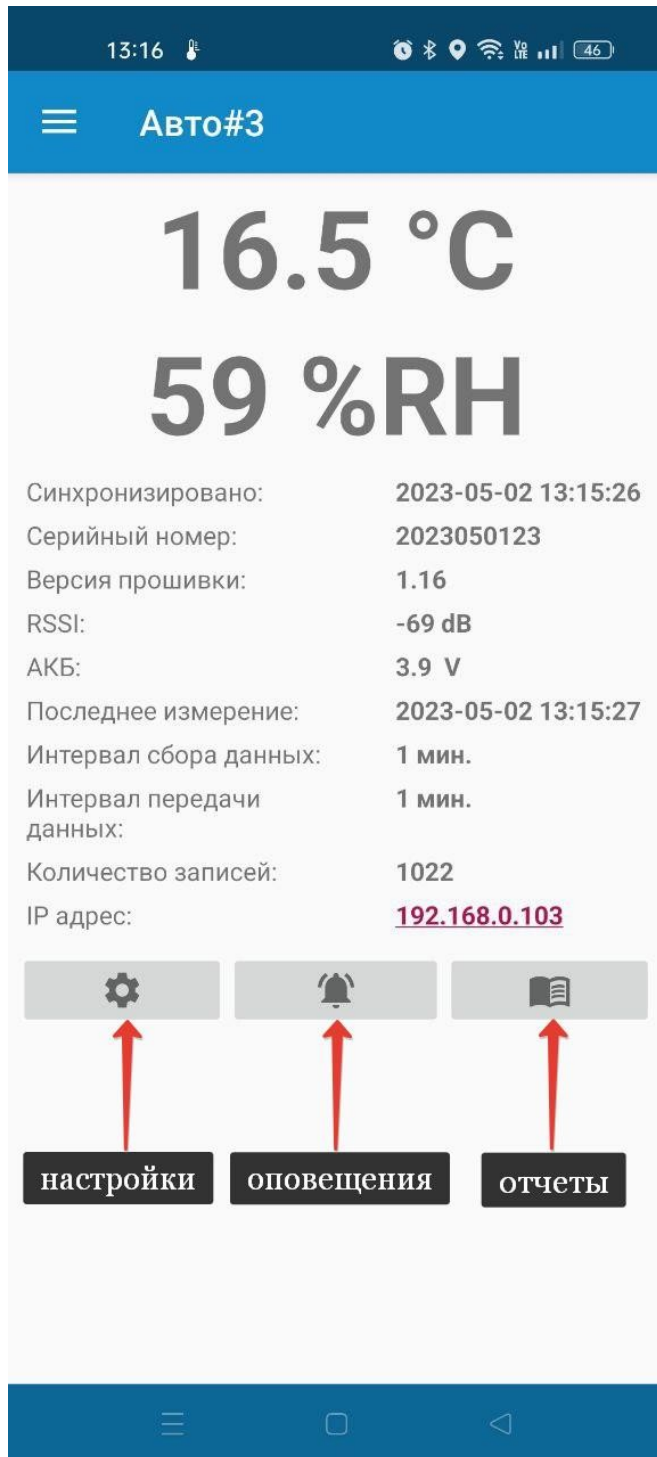 13:16
Vo
LTE
46
Авто#3
16.5 °C
59 %RH
Синхронизировано: 2023-05-02 13:15:26
Серийный номер: 2023050123
Версия прошивки: 1.16
RSSI: -69 dB
АКБ: 3.9 V
Последнее измерение: 2023-05-02 13:15:27
Интервал сбора данных: 1 мин.
Интервал передачи 1 мин.
данных:
Количество записей: 1022
IP адрес: 192.168.0.103
настройки оповещения отчеты